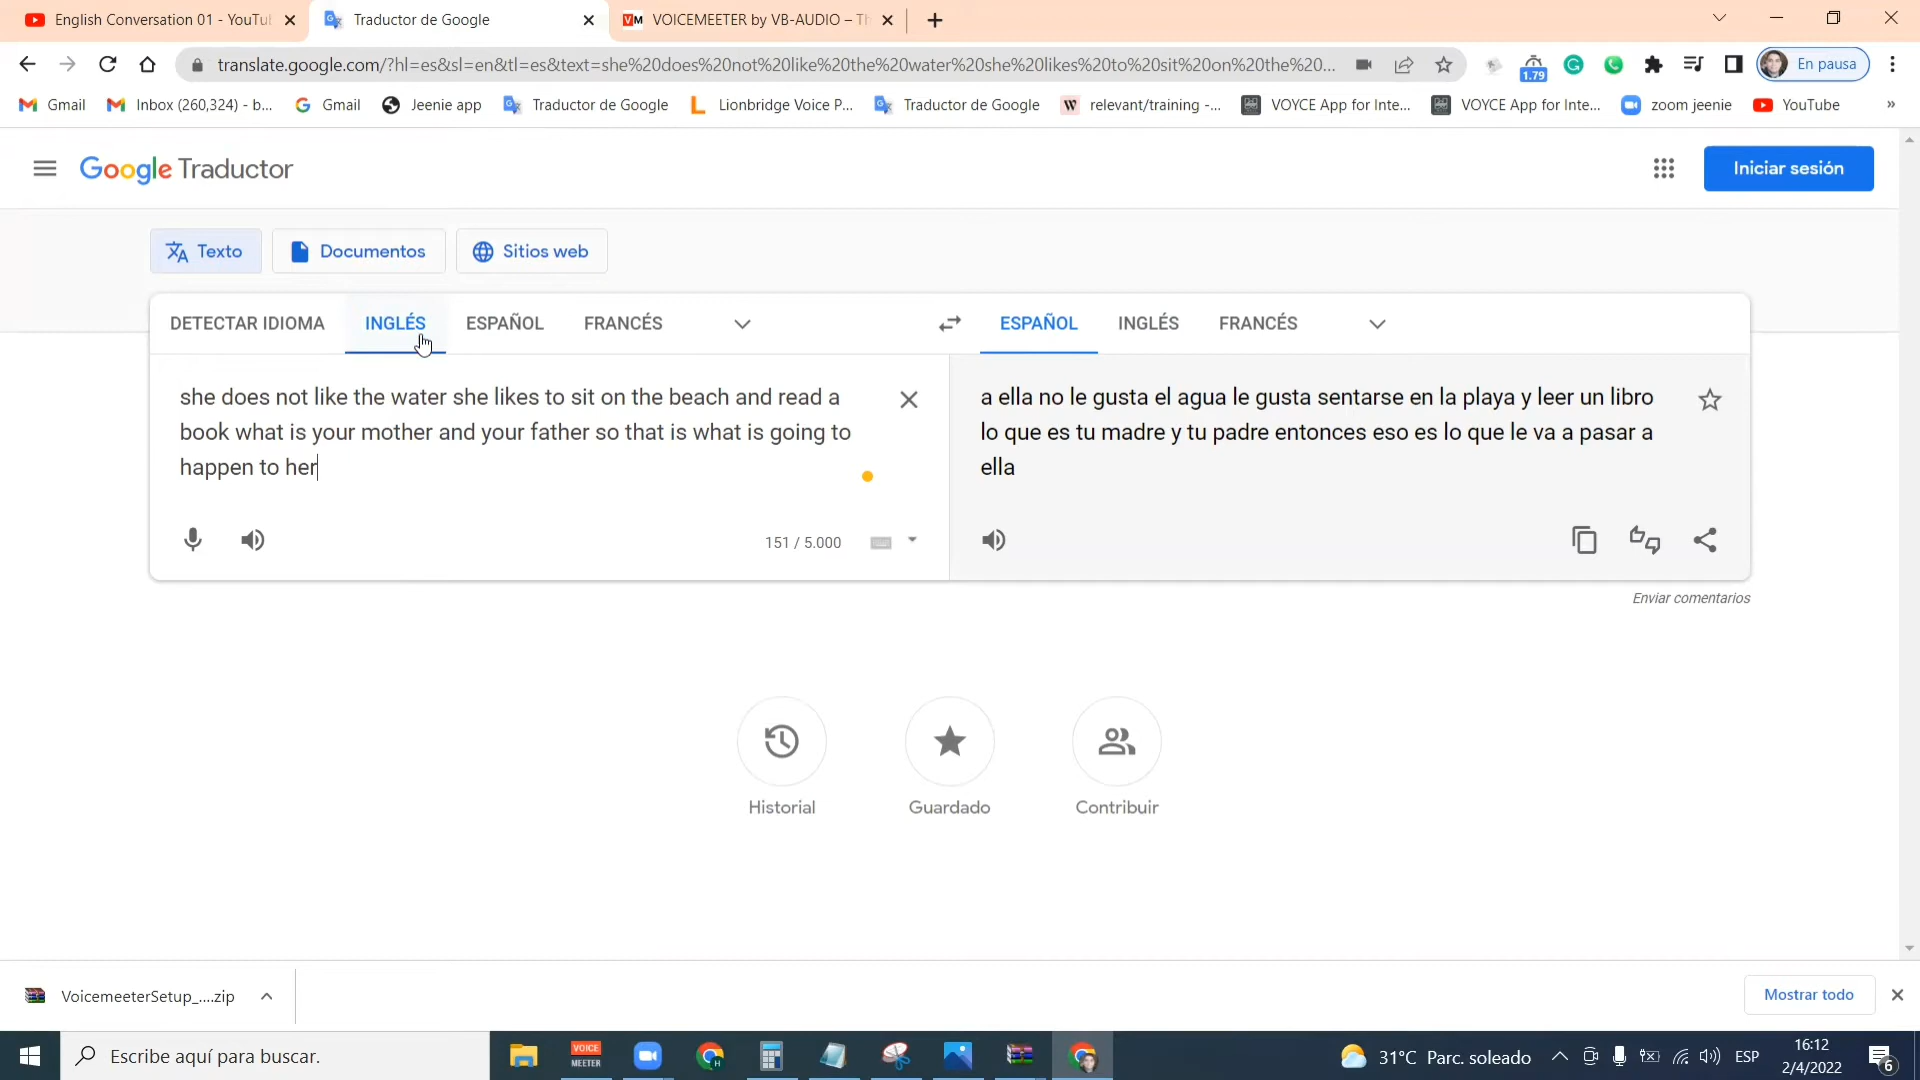 English Conversation 01 - YouTu
Traductor de Google
VM VOICEMEETER by VB-AUDIO – Th
translate.google.com/?hl=es&sl=en&tl=es&text=she%20does%20not%20like%20the%20water%20she%20likes%20to%20sit%20on%20the%20...
1.79
En pausa
Gmail
Inbox (260,324) - b...
Gmail
Jeenie app
Traductor de Google
Lionbridge Voice P...
Traductor de Google
relevant/training -...
VOYCE App for Inte...
VOYCE App for Inte...
zoom jeenie
YouTube
»
Google Traductor
Iniciar sesión
Texto
Documentos
Sitios web
DETECTAR IDIOMA
INGLÉS
ESPAÑOL
FRANCÉS
ESPAÑOL
INGLÉS
FRANCÉS
she does not like the water she likes to sit on the beach and read a
book what is your mother and your father so that is what is going to
happen to her
151 / 5.000
a ella no le gusta el agua le gusta sentarse en la playa y leer un libro
lo que es tu madre y tu padre entonces eso es lo que le va a pasar a
ella
Enviar comentarios
Historial
Guardado
Contribuir
VoicemeeterSetup_....zip
Mostrar todo
Escribe aquí para buscar.
VOICE
MEETER
31°C Parc. soleado
ESP
16:12
2/4/2022
6